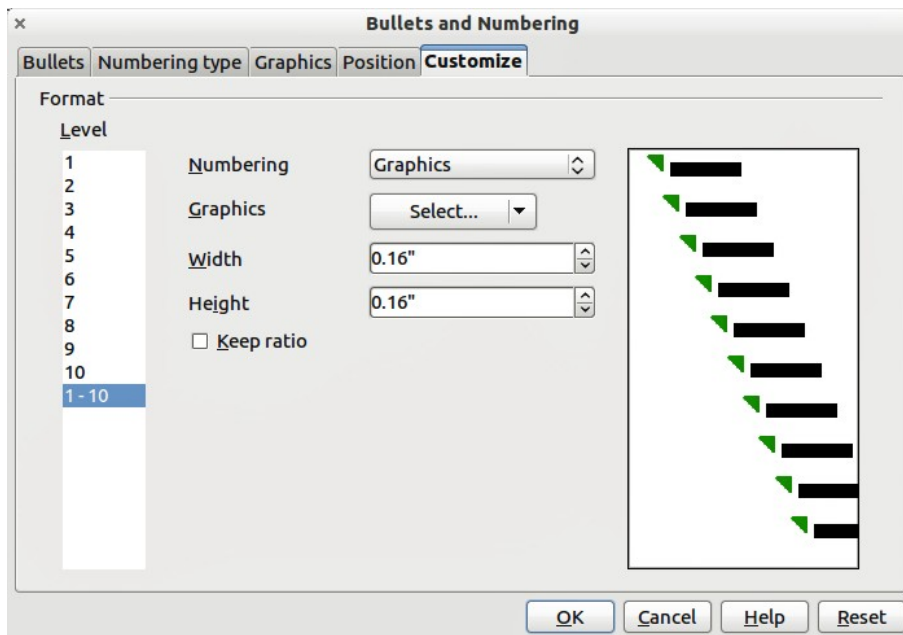 Bullets and Numbering
Bullets Numbering type Graphics Position Customize
Format
Level
1
2
3
4
5
6
7
8
9
10
1 - 10
Numbering Graphics
Graphics Select...
Width 0.16"
Height 0.16"
Keep ratio
OK Cancel Help Reset